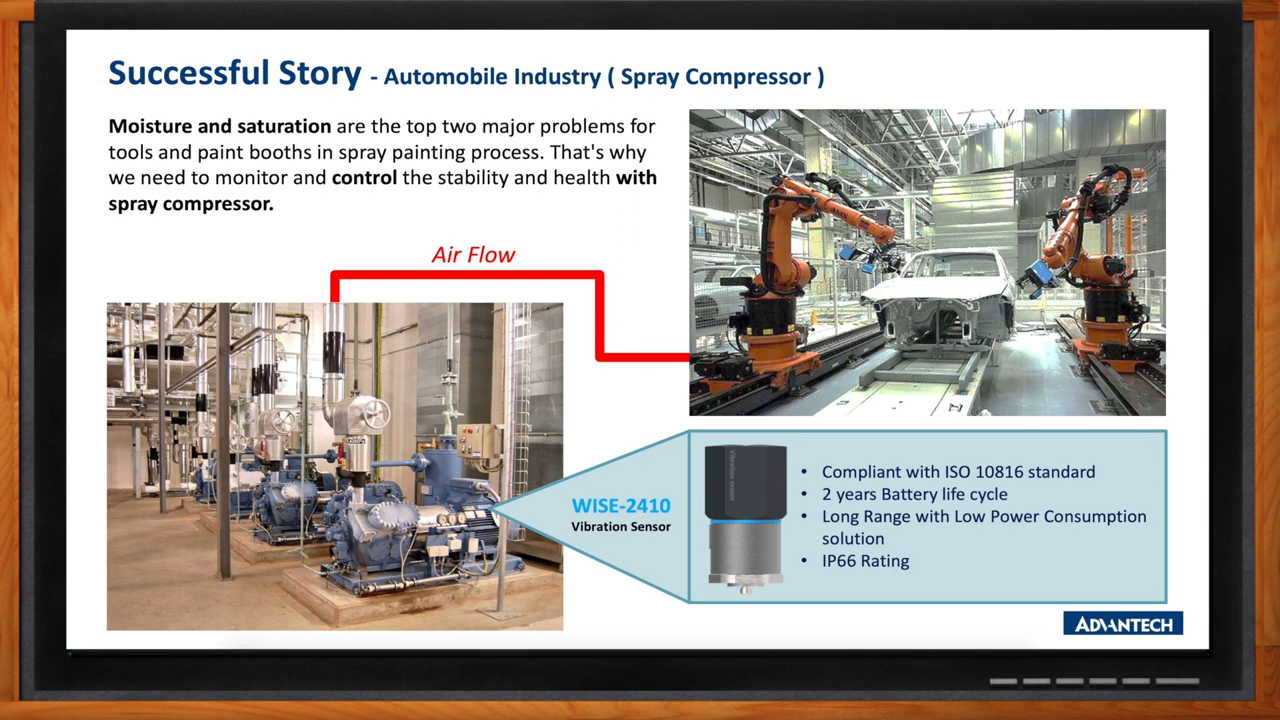 Successful Story - Automobile Industry ( Spray Compressor )
Moisture and saturation are the top two major problems for
tools and paint booths in spray painting process. That's why
we need to monitor and control the stability and health with
spray compressor.
Air Flow
WISE-2410
Vibration Sensor
Vibration sensor
• Compliant with ISO 10816 standard
• 2 years Battery life cycle
• Long Range with Low Power Consumption
solution
• IP66 Rating
ADVANTECH